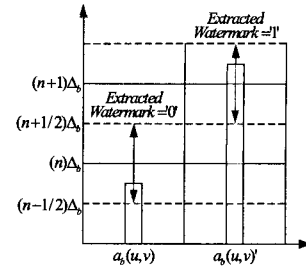 Extracted
Watermark='1'
(n+1)Δb
Extracted
Watermark='0'
(n+1/2)Δb
(n)Δb
(n-1/2)Δb
ab(u,v)
ab(u,v)'